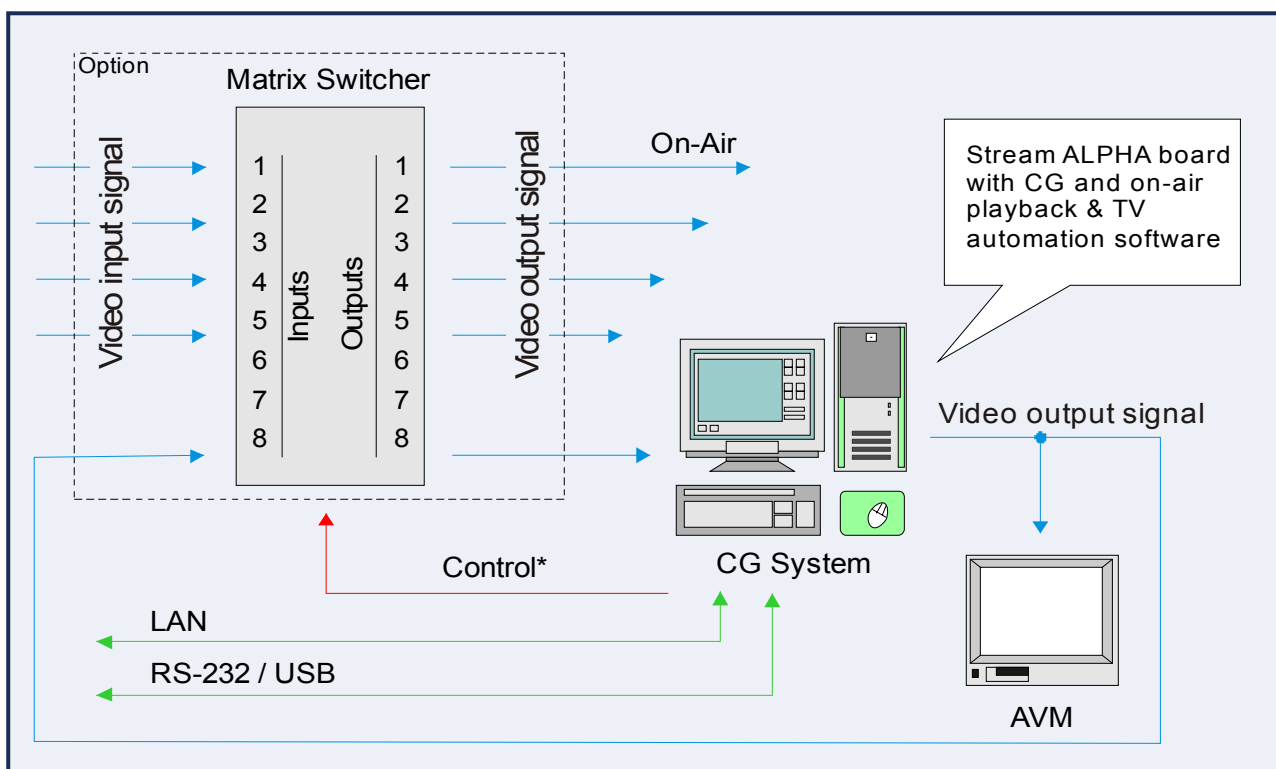 Option
Matrix Switcher
Video input signal
1
2
3
4
5
6
7
8
Inputs
Outputs
1
2
3
4
5
6
7
8
Video output signal
On-Air
Stream ALPHA board
with CG and on-air
playback & TV
automation software
Video output signal
CG System
Control*
LAN
RS-232 / USB
AVM